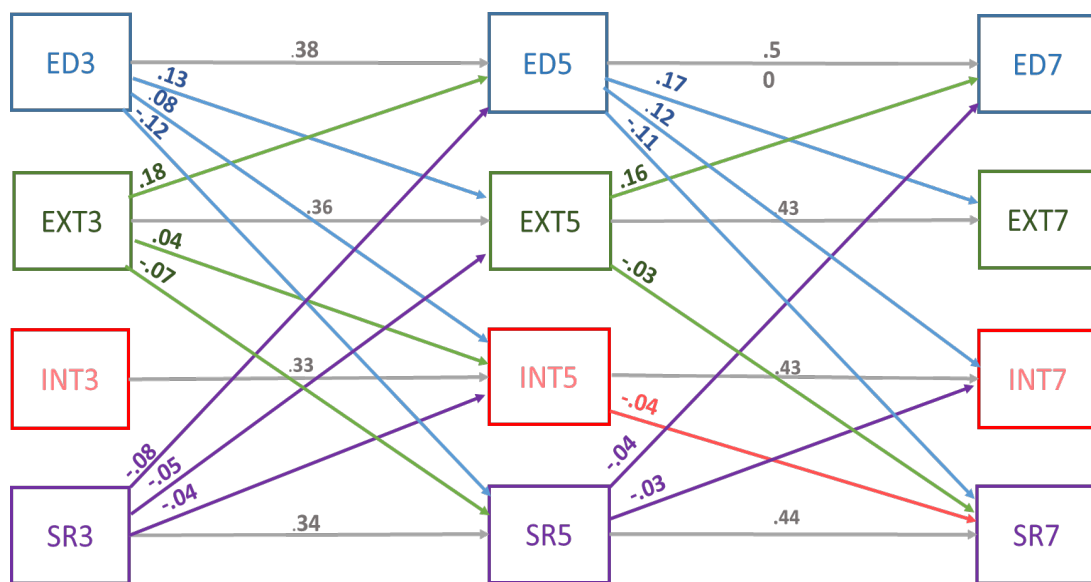 ED3
.38
ED5
.5
0
ED7
.13
.08
-.12
.17
.12
-.11
EXT3
.18
.36
EXT5
.16
.43
EXT7
.04
-.07
-.03
INT3
.33
INT5
.43
INT7
-.04
-.08
-.05
-.04
-.04
-.03
SR3
.34
SR5
.44
SR7